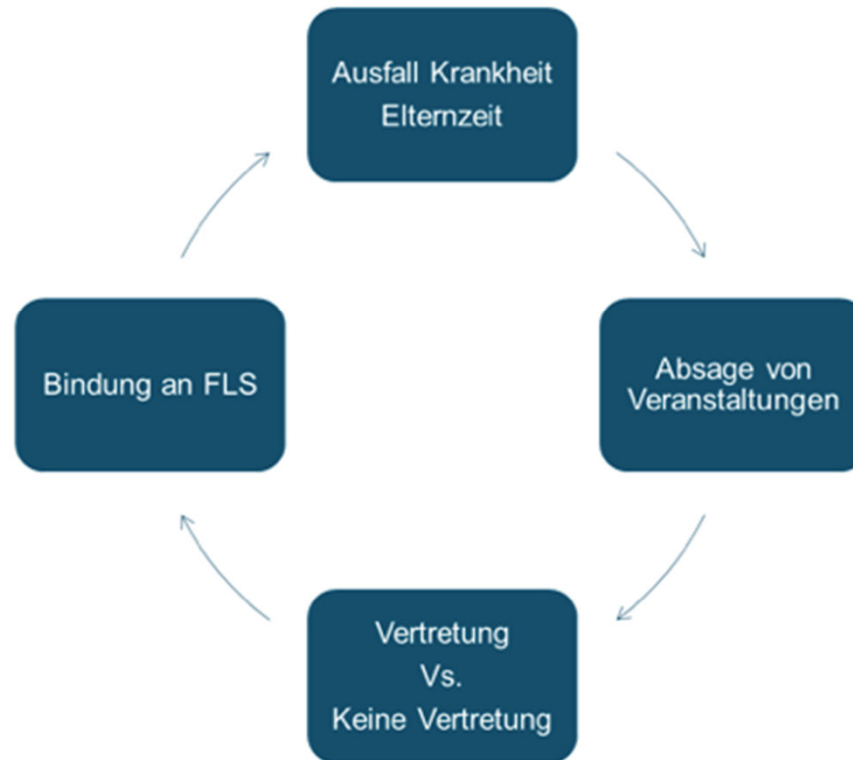 Ausfall Krankheit
Elternzeit
Absage von
Veranstaltungen
Vertretung
Vs.
Keine Vertretung
Bindung an FLS